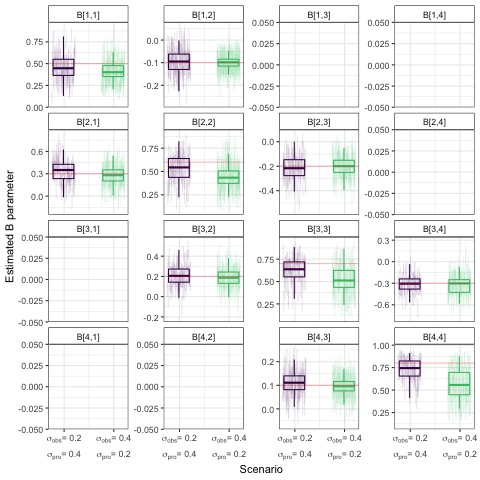 B[1,1] B[1,2] B[1,3] B[1,4]
0.75 0.50 0.25 0.00
0.0 -0.1 -0.2
0.050 0.025 0.000 -0.025 -0.050
0.050 0.025 0.000 -0.025 -0.050
B[2,1] B[2,2] B[2,3] B[2,4]
0.6 0.3 0.0
0.75 0.50 0.25
0.0 -0.2 -0.4
0.050 0.025 0.000 -0.025 -0.050
B[3,1] B[3,2] B[3,3] B[3,4]
0.050 0.025 0.000 -0.025 -0.050
0.4 0.2 0.0 -0.2
0.75 0.50 0.25
0.3 0.0 -0.3 -0.6
B[4,1] B[4,2] B[4,3] B[4,4]
0.050 0.025 0.000 -0.025 -0.050
0.050 0.025 0.000 -0.025 -0.050
0.2 0.1 0.0
1.00 0.75 0.50 0.25
Estimated B parameter
σobs= 0.2 σobs= 0.4 σobs= 0.2 σobs= 0.4 σobs= 0.2 σobs= 0.4 σobs= 0.2 σobs= 0.4
σpro= 0.4 σpro= 0.2 σpro= 0.4 σpro= 0.2 σpro= 0.4 σpro= 0.2 σpro= 0.4 σpro= 0.2
Scenario